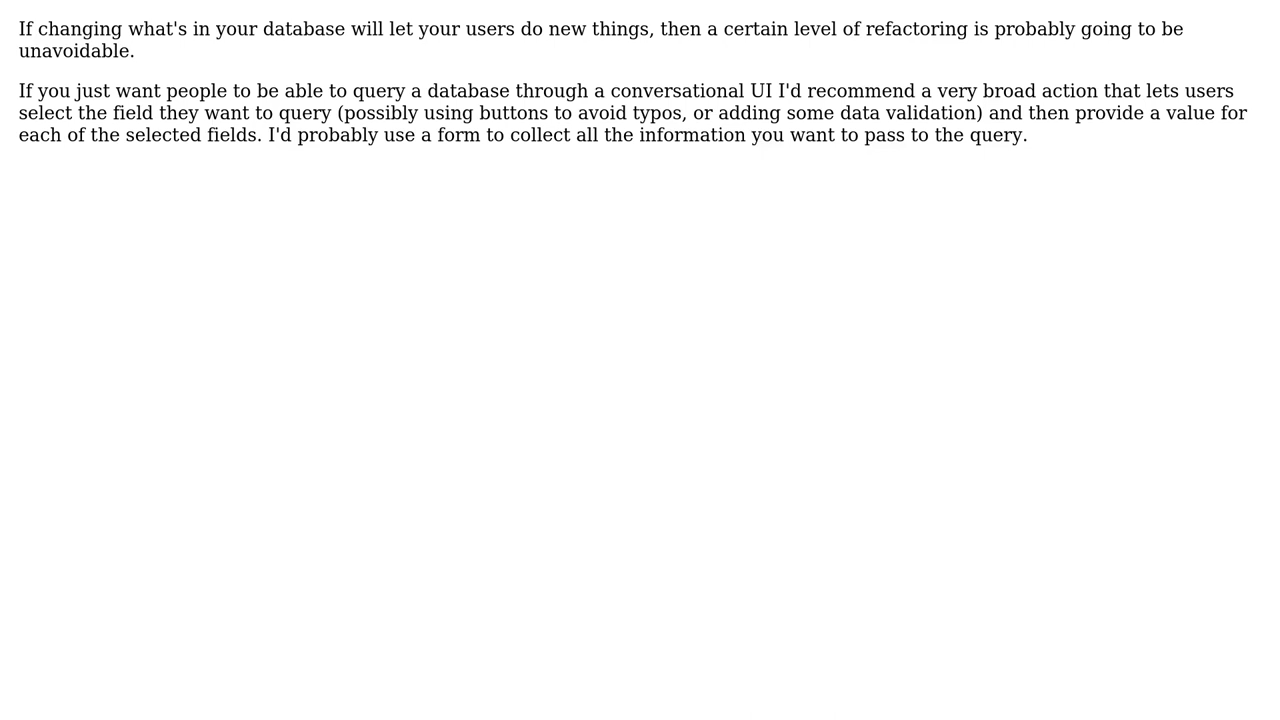 If changing what's in your database will let your users do new things, then a certain level of refactoring is probably going to be
unavoidable.
If you just want people to be able to query a database through a conversational UI I'd recommend a very broad action that lets users
select the field they want to query (possibly using buttons to avoid typos, or adding some data validation) and then provide a value for
each of the selected fields. I'd probably use a form to collect all the information you want to pass to the query.